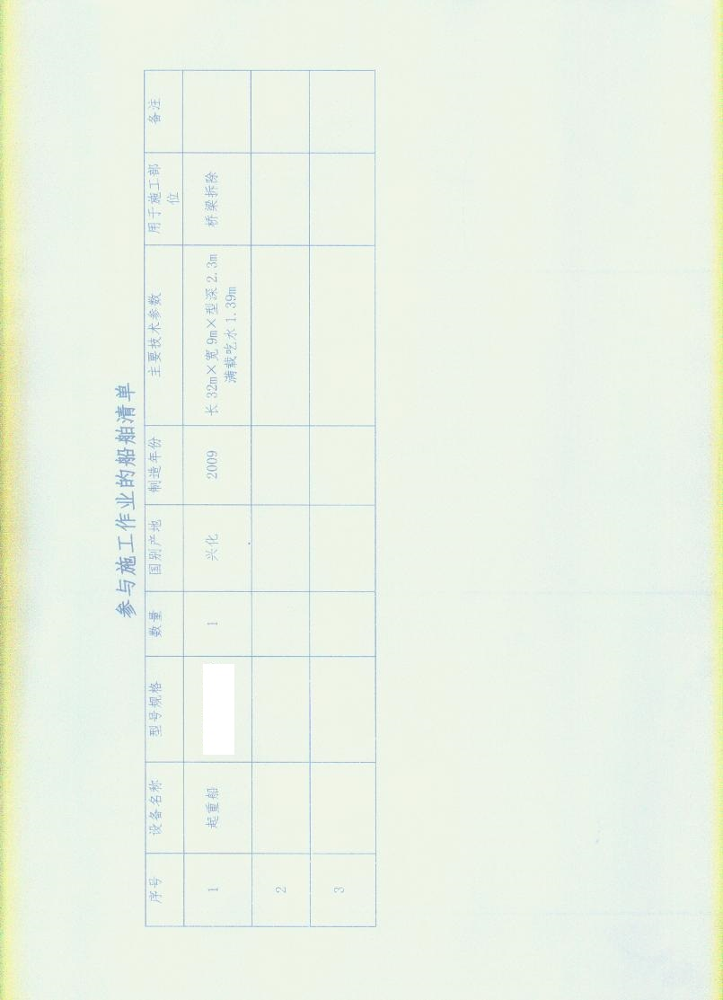 参与施工作业的船舶清单
序号 设备名称 型号规格 数量 国别产地 制造年份 主要技术参数 用于施工部位 备注
1 起重船 1 兴化 2009 长 32m×宽 9m×型深 2.3m 满载吃水 1.39m 桥梁拆除
2
3